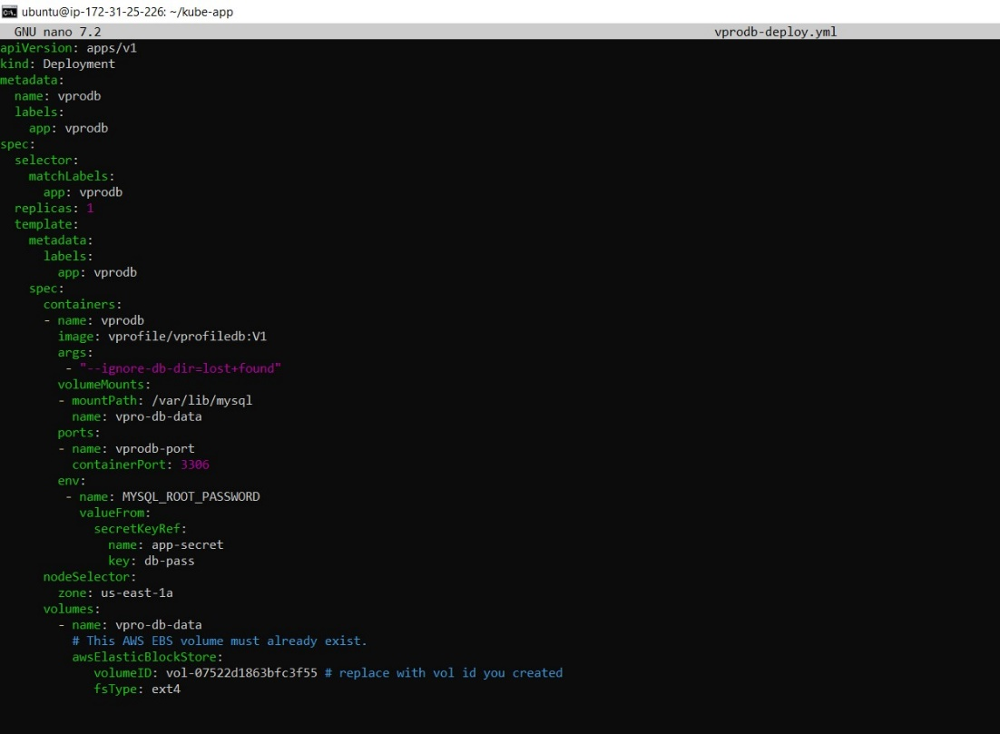 ubuntu@ip-172-31-25-226: ~/kube-app
GNU nano 7.2 vprodb-deploy.yml
apiVersion: apps/v1
kind: Deployment
metadata:
  name: vprodb
  labels:
    app: vprodb
spec:
  selector:
    matchLabels:
      app: vprodb
  replicas: 1
  template:
    metadata:
      labels:
        app: vprodb
    spec:
      containers:
      - name: vprodb
        image: vprofile/vprofiledb:V1
        args:
         - "--ignore-db-dir=lost+found"
        volumeMounts:
        - mountPath: /var/lib/mysql
          name: vpro-db-data
        ports:
        - name: vprodb-port
          containerPort: 3306
        env:
         - name: MYSQL_ROOT_PASSWORD
           valueFrom:
             secretKeyRef:
               name: app-secret
               key: db-pass
      nodeSelector:
        zone: us-east-1a
      volumes:
        - name: vpro-db-data
          # This AWS EBS volume must already exist.
          awsElasticBlockStore:
             volumeID: vol-07522d1863bfc3f55 # replace with vol id you created
             fsType: ext4